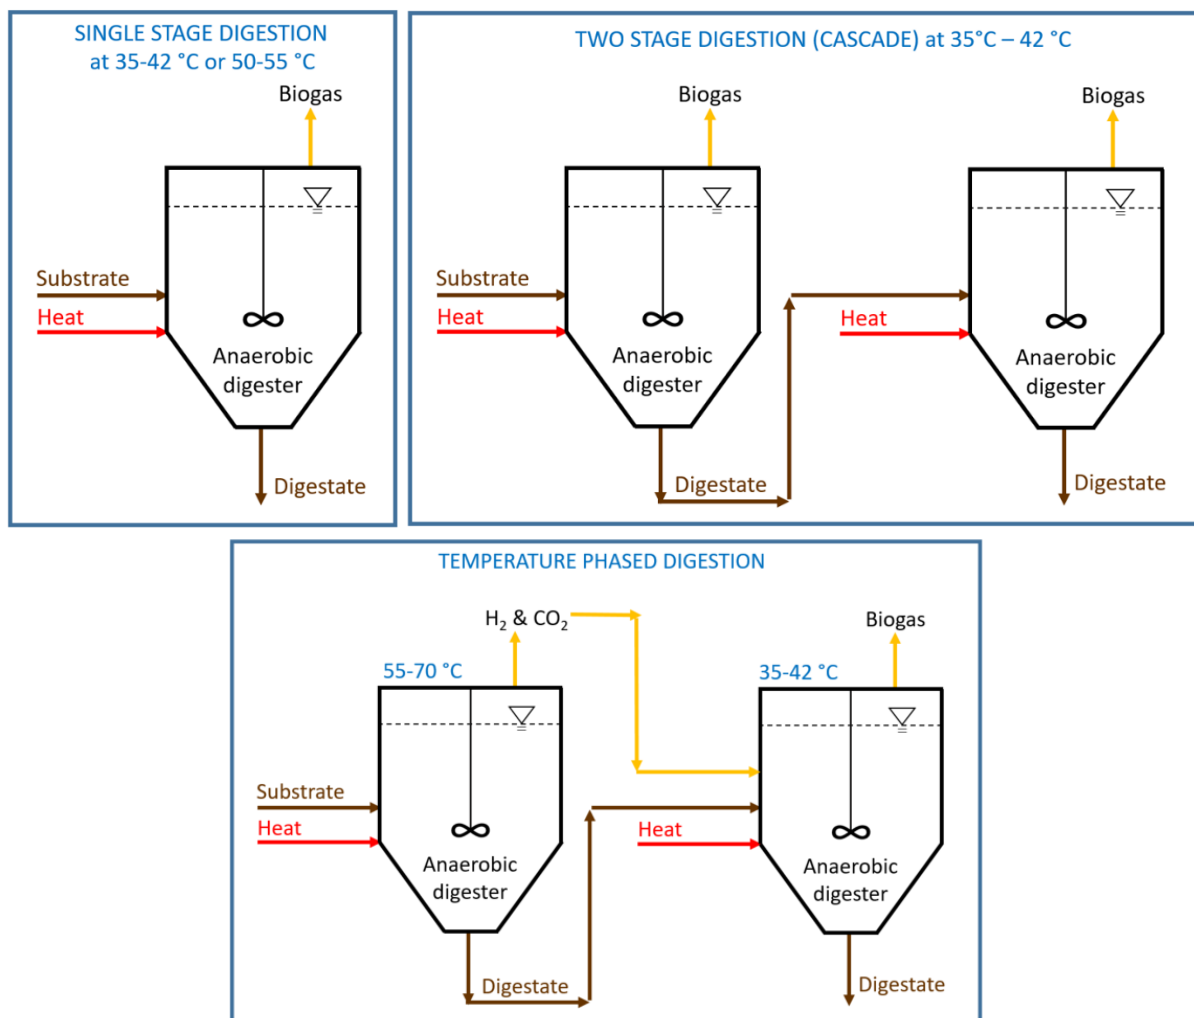 SINGLE STAGE DIGESTION
at 35-42 °C or 50-55 °C
Biogas
Substrate
Heat
Anaerobic
digester
Digestate
TWO STAGE DIGESTION (CASCADE) at 35°C – 42 °C
Biogas
Substrate
Heat
Anaerobic
digester
Digestate
Biogas
Heat
Anaerobic
digester
Digestate
TEMPERATURE PHASED DIGESTION
H₂ & CO₂
55-70 °C
Substrate
Heat
Anaerobic
digester
Digestate
Biogas
35-42 °C
Heat
Anaerobic
digester
Digestate